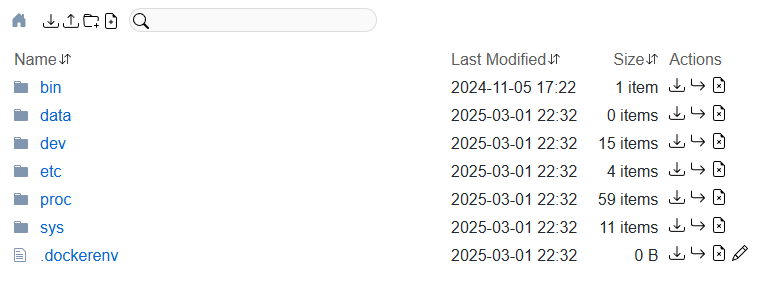 Name Last Modified Size Actions
bin 2024-11-05 17:22 1 item
data 2025-03-01 22:32 0 items
dev 2025-03-01 22:32 15 items
etc 2025-03-01 22:32 4 items
proc 2025-03-01 22:32 59 items
sys 2025-03-01 22:32 11 items
.dockerenv 2025-03-01 22:32 0 B